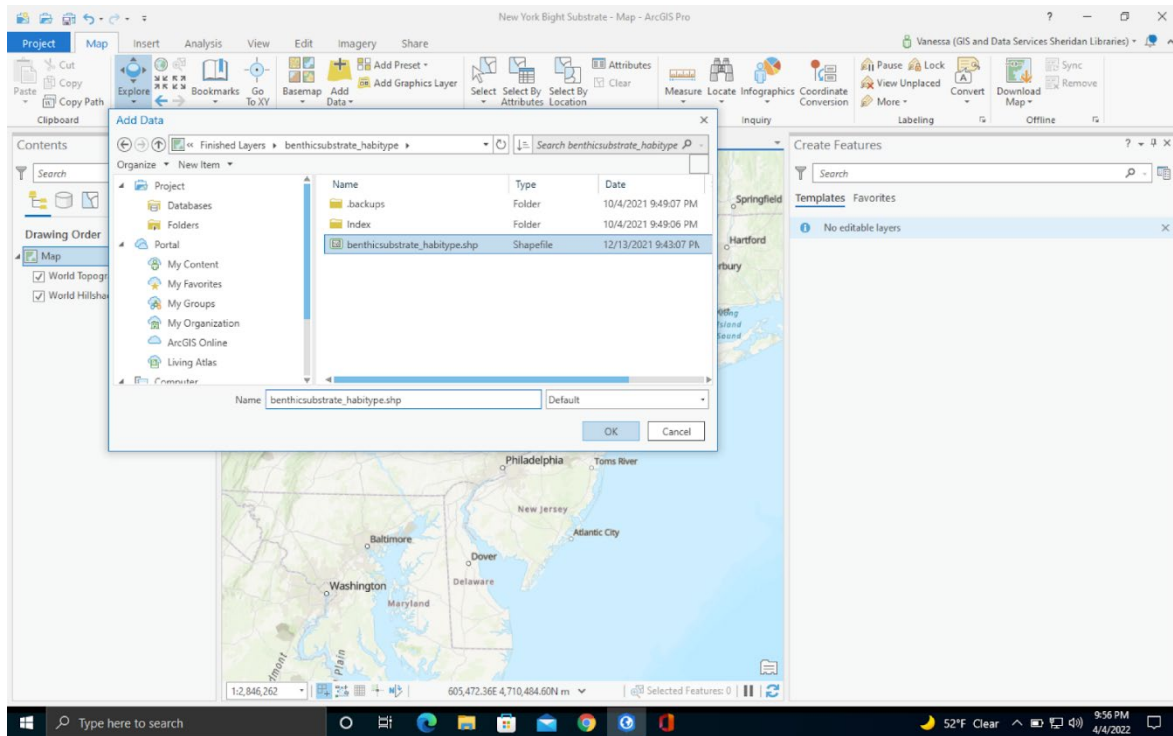 New York Bight Substrate - Map - ArcGIS Pro
?
Project Map Insert Analysis View Edit Imagery Share
Vanessa (GIS and Data Services Sheridan Libraries)
Paste
Cut
Copy
Copy Path
Explore
Bookmarks
Go To XY
Basemap
Add Data
Add Preset
Add Graphics Layer
Select
Select By Attributes
Select By Location
Attributes
Clear
Measure
Locate
Infographics
Coordinate Conversion
Pause
Lock
View Unplaced
More
Convert
Download Map
Sync
Remove
Clipboard
Inquiry
Labeling
Offline
Contents
Search
Drawing Order
Map
World Topogr
World Hillsha
Add Data
« Finished Layers benthicsubstrate_habitype
Search benthicsubstrate_habitype
Organize New Item
Project
Databases
Folders
Portal
My Content
My Favorites
My Groups
My Organization
ArcGIS Online
Living Atlas
Computer
Name Type Date
.backups Folder 10/4/2021 9:49:07 PM
Index Folder 10/4/2021 9:49:06 PM
benthicsubstrate_habitype.shp Shapefile 12/13/2021 9:43:07 PM
Name benthicsubstrate_habitype.shp Default
OK Cancel
Springfield
Hartford
rbury
Island
Sound
Philadelphia
Toms River
New Jersey
Atlantic City
Baltimore
Dover
Washington
Delaware
Maryland
Plain
1:2,846,262
605,472.36E 4,710,484.60N m
Selected Features: 0
Create Features
?
Search
Templates Favorites
No editable layers
Type here to search
52°F Clear
9:56 PM
4/4/2022